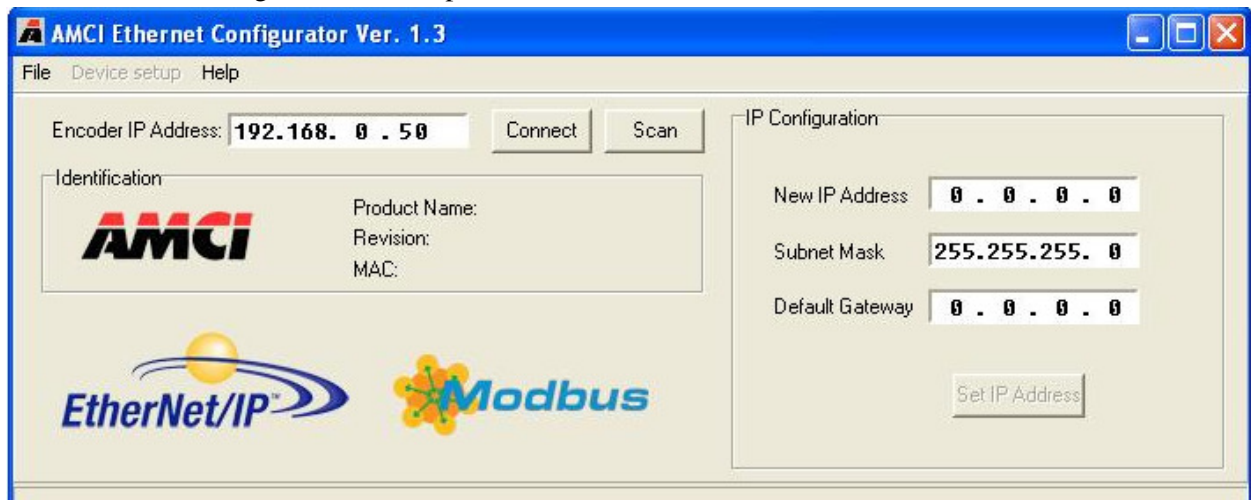 AMCI Ethernet Configurator Ver. 1.3
File Device setup Help
Encoder IP Address: 192.168. 0 .50 Connect Scan
Identification
AMCI
Product Name:
Revision:
MAC:
EtherNet/IP™
Modbus
IP Configuration
New IP Address 0 . 0 . 0 . 0
Subnet Mask 255.255.255. 0
Default Gateway 0 . 0 . 0 . 0
Set IP Address